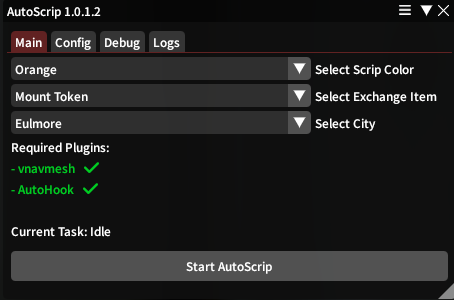 AutoScrip 1.0.1.2
Main Config Debug Logs
Orange Select Scrip Color
Mount Token Select Exchange Item
Eulmore Select City
Required Plugins:
- vnavmesh
- AutoHook
Current Task: Idle
Start AutoScrip